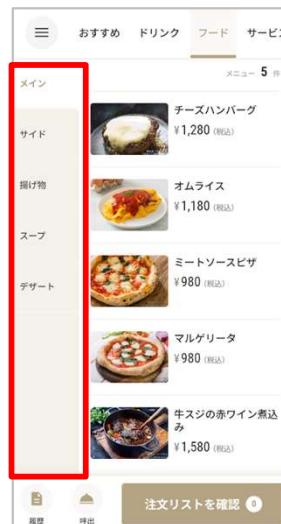 おすすめ ドリンク フード サービス
メニュー 5 件
メイン
サイド
揚げ物
スープ
デザート
チーズハンバーグ
¥1,280 (税込)
オムライス
¥1,180 (税込)
ミートソースピザ
¥980 (税込)
マルゲリータ
¥980 (税込)
牛スジの赤ワイン煮込
み
¥1,580 (税込)
履歴 呼出 注文リストを確認 0